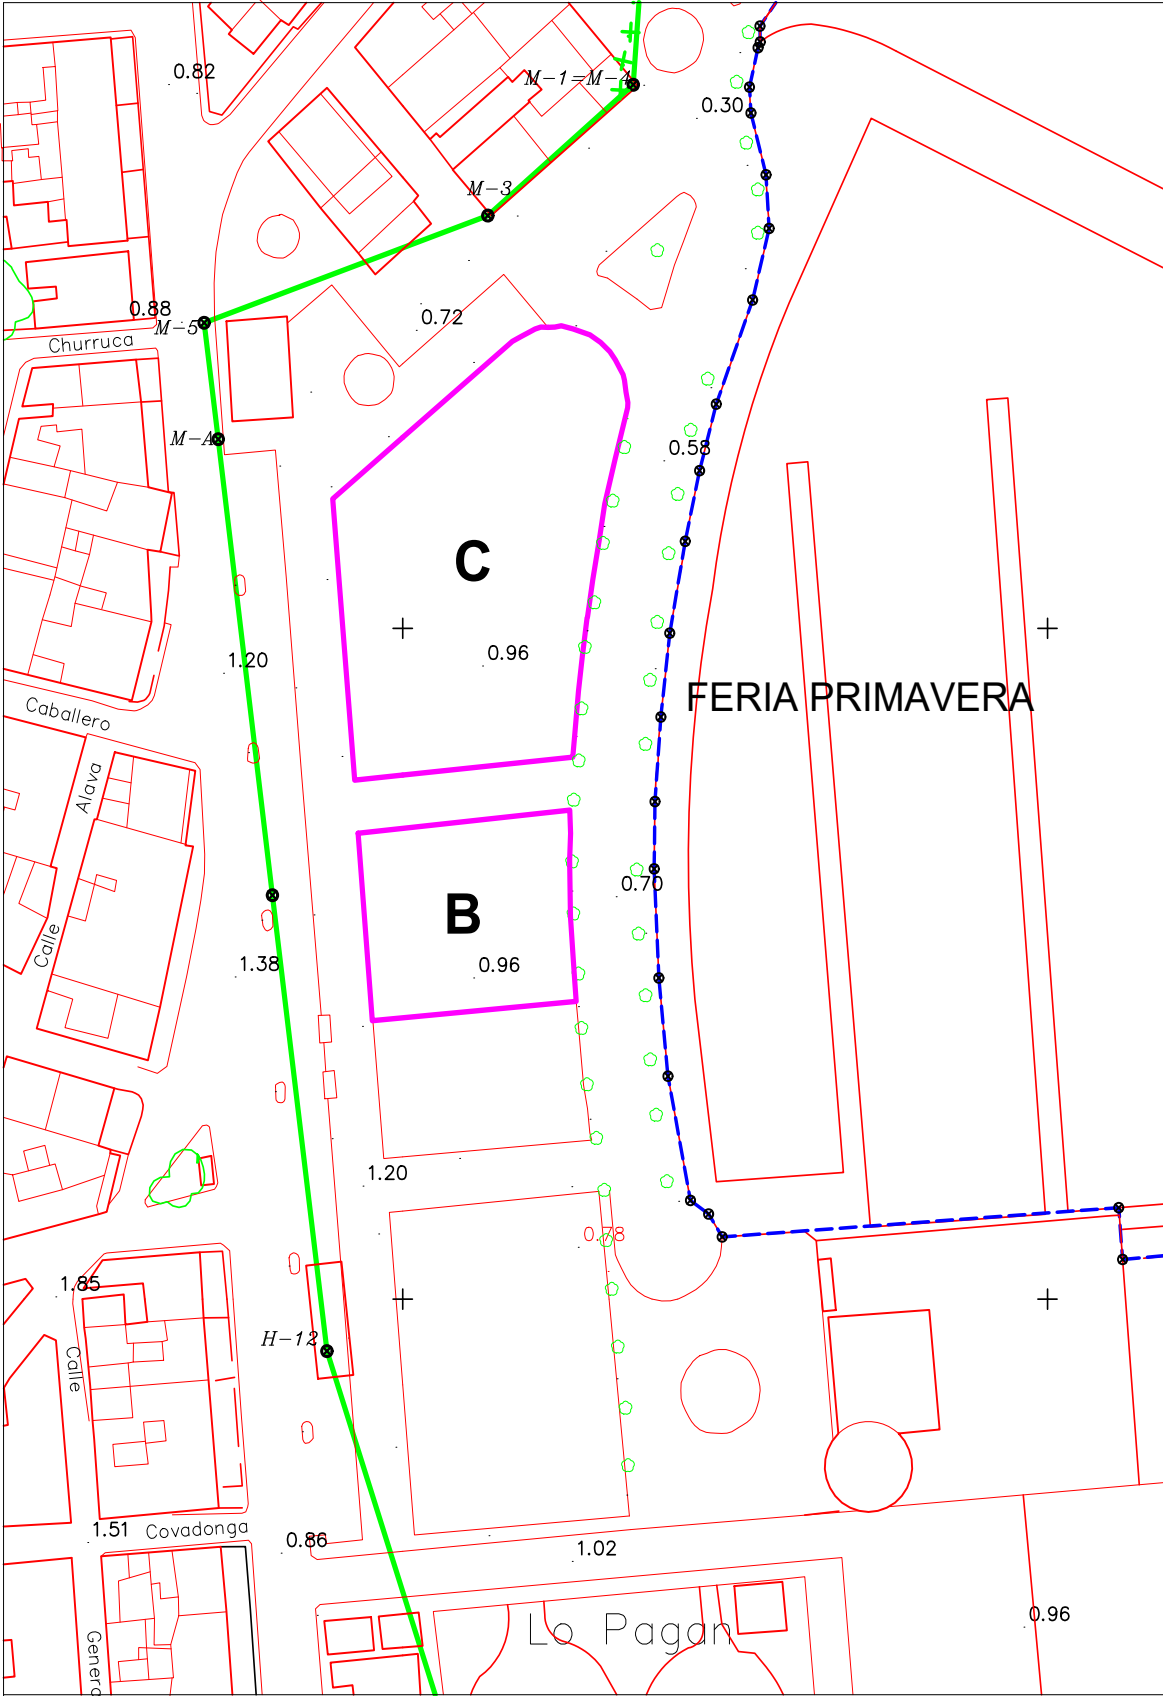 0.82
M-1=M-4
0.30
M-3
0.88
M-5
0.72
Churruca
M-A
0.58
C
0.96
1.20
FERIA PRIMAVERA
Caballero
Alava
Calle
0.70
B
0.96
1.38
1.20
0.78
1.85
H-12
Calle
1.51
Covadonga
0.86
1.02
0.96
Lo Pagan
Genera